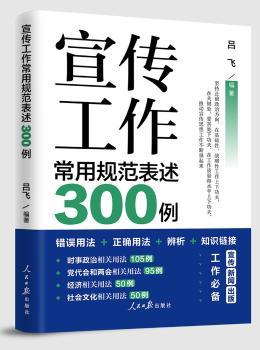 宣传工作常用规范表述300例
吕飞/编著
人民日报出版社
吕飞/编著
宣传
工作
常用规范表述
300例
错误用法 + 正确用法 + 辨析 + 知识链接
时事政治相关用法 105例
党代会和两会相关用法 95例
经济相关用法 50例
社会文化相关用法 50例
宣传 新闻 出版
工作必备
人民日报出版社